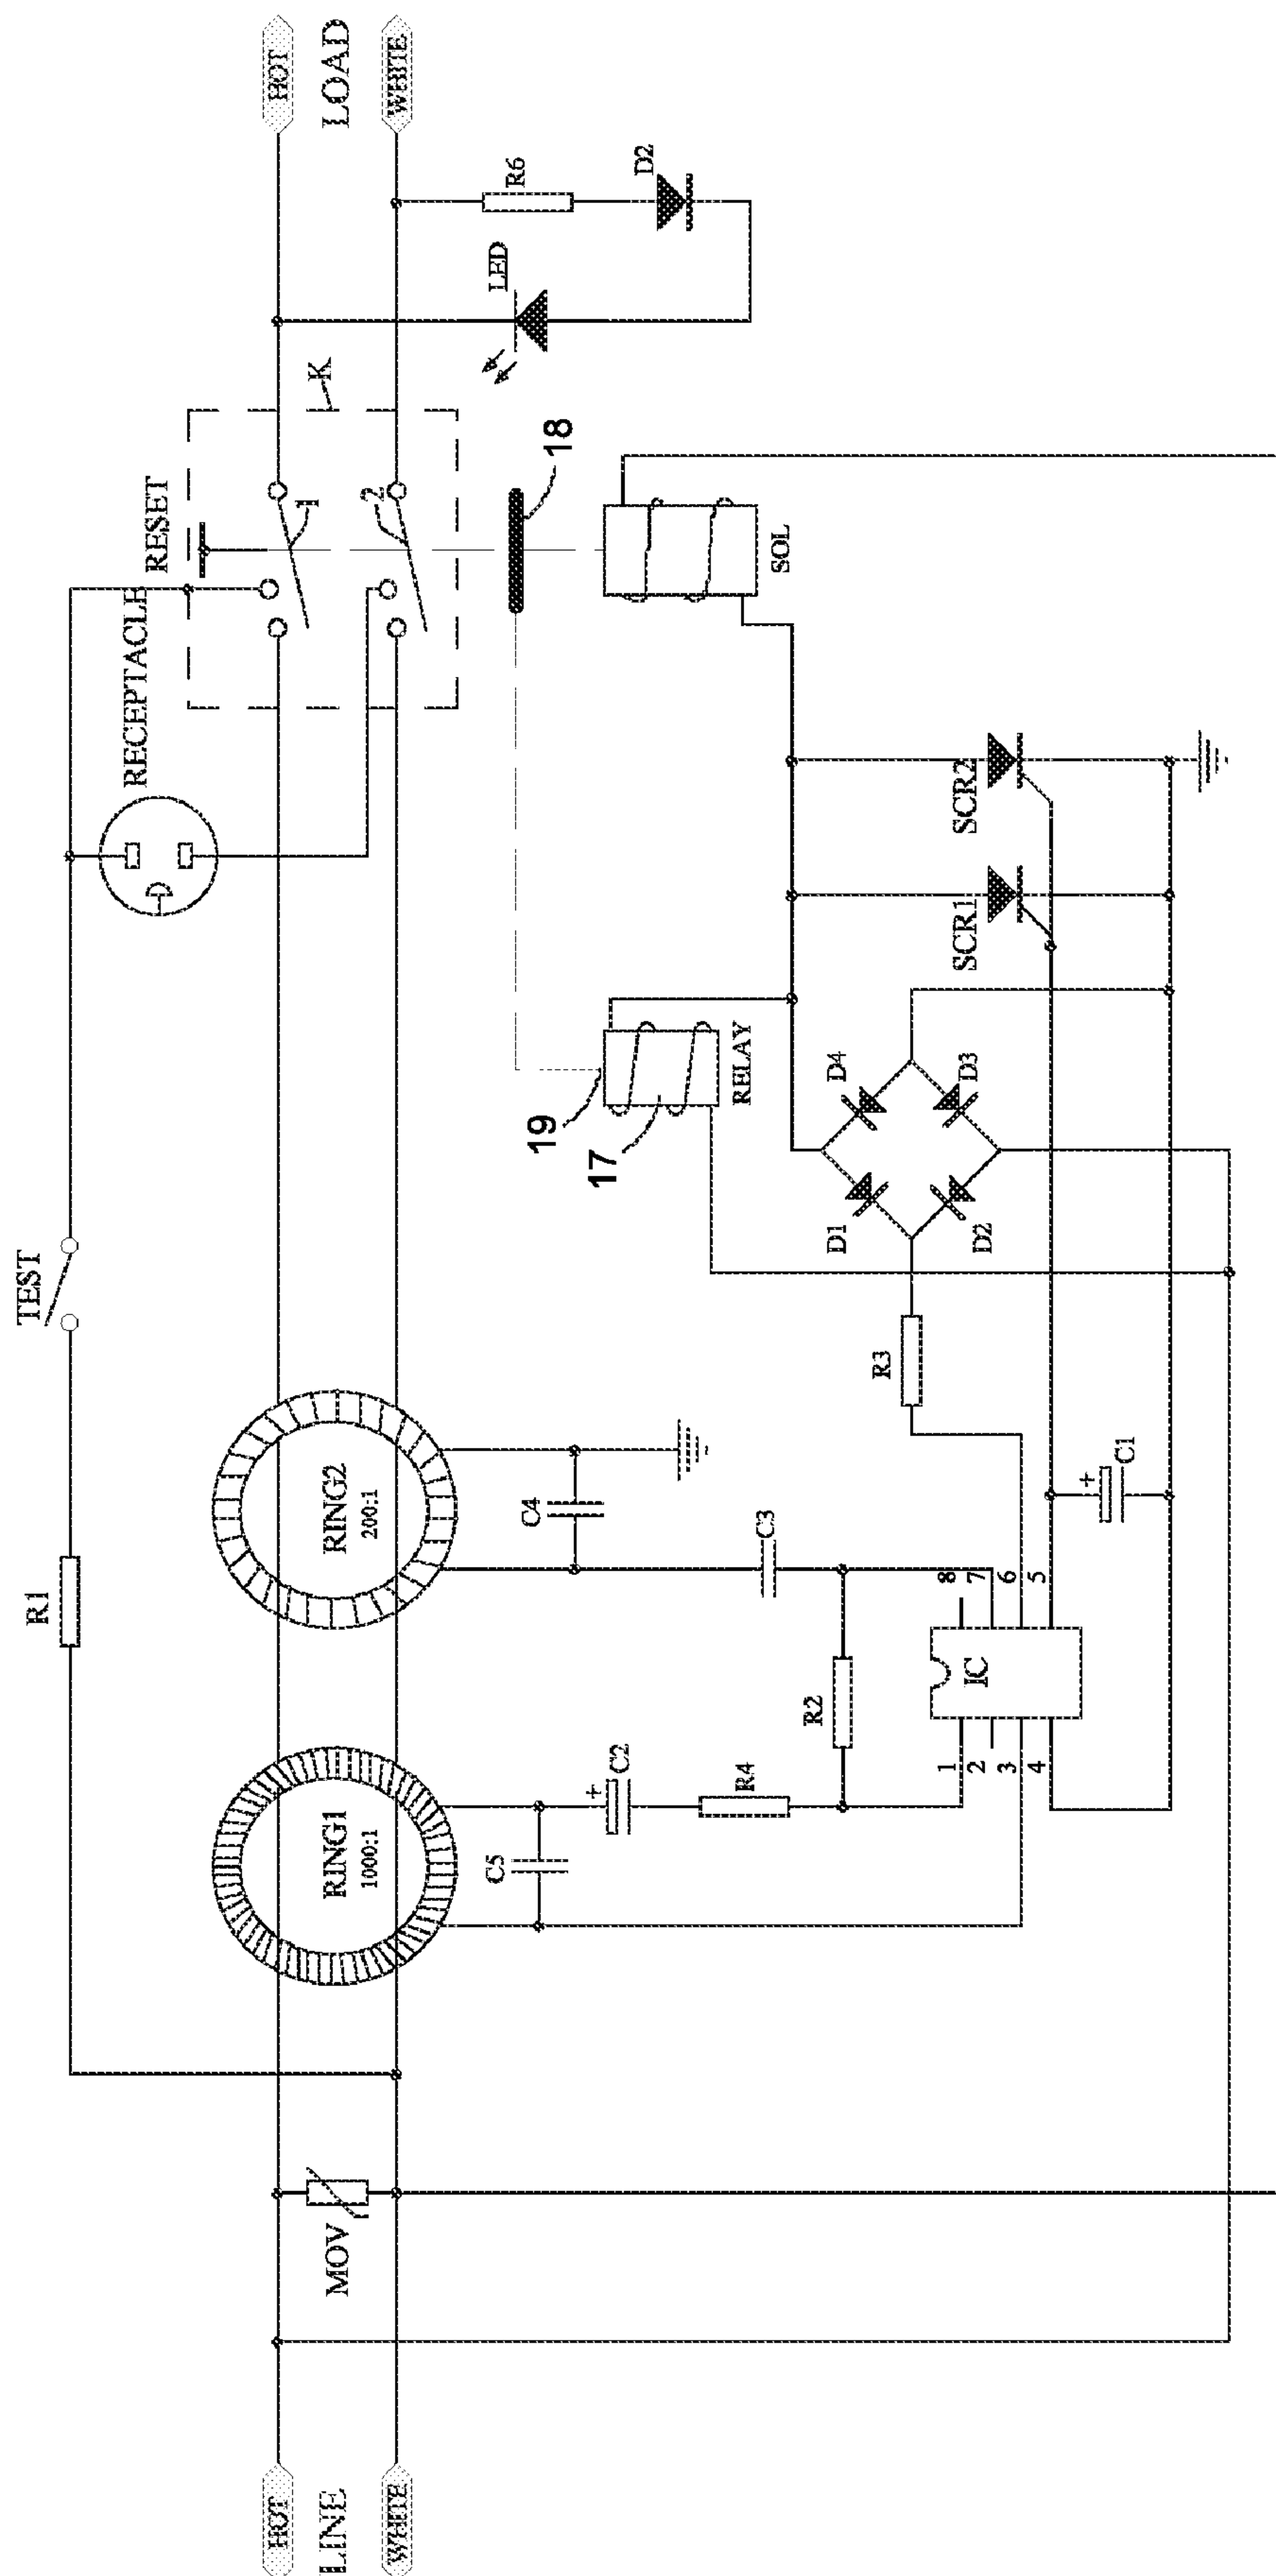 HOT
LINE
WHITE
MOV
R1
TEST
RING1
1000:1
RING2
200:1
RECEPTACLE
RESET
K
1
2
HOT
LOAD
WHITE
C5
C2
R4
R2
C4
C3
IC
1
2
3
4
8
7
6
5
C1
R3
D1
D4
D2
D3
19
17
RELAY
18
SOL
SCR1
SCR2
LED
R6
D2